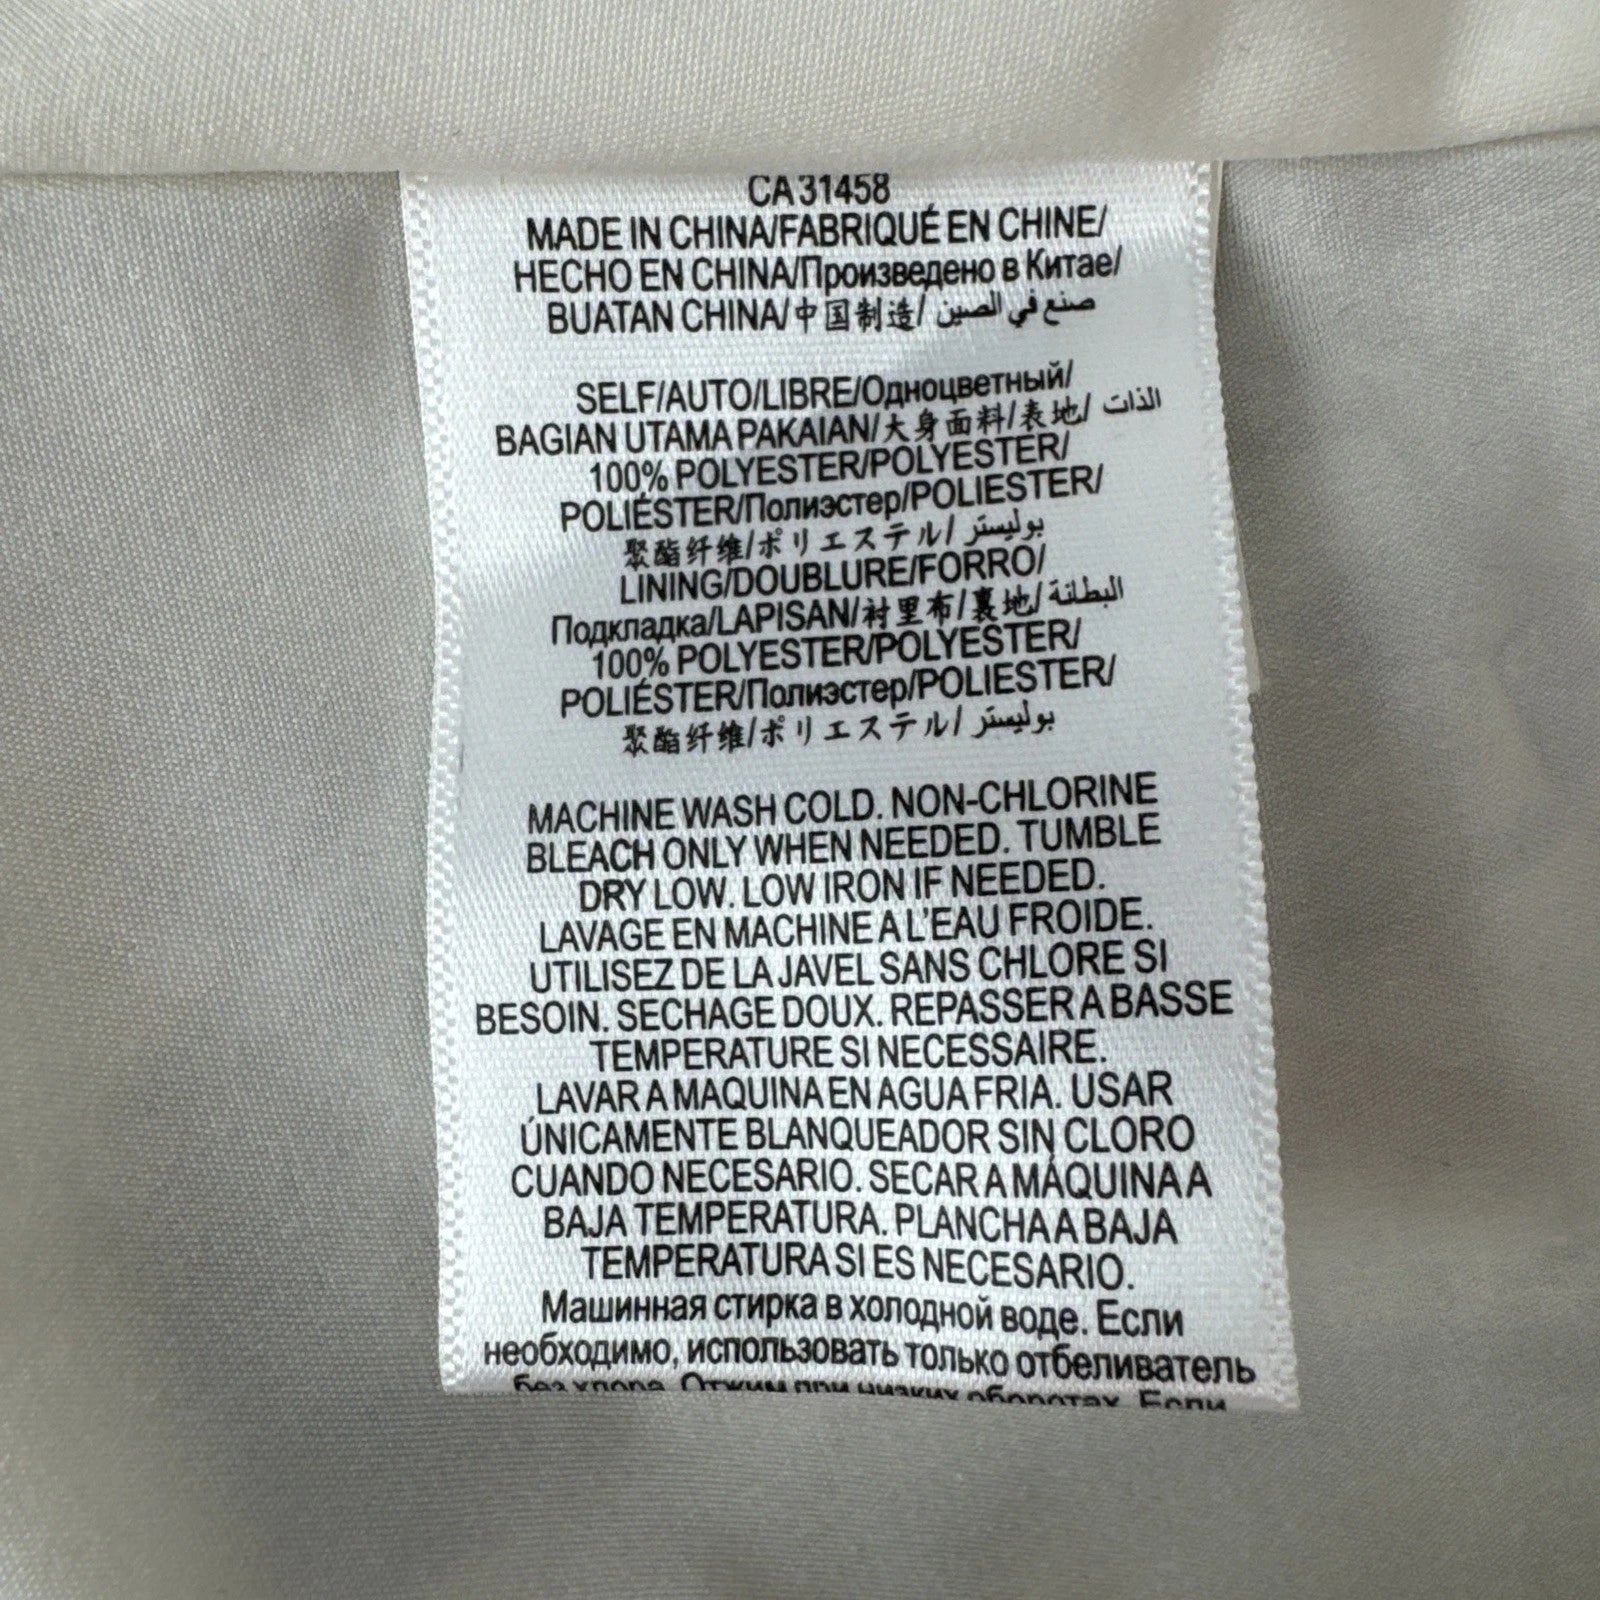 CA 31458
MADE IN CHINA/FABRIQUÉ EN CHINE/
HECHO EN CHINA/Произведено в Китае/
BUATAN CHINA/中国制造/ صنع في الصين
SELF/AUTO/LIBRE/Одноцветный/
BAGIAN UTAMA PAKAIAN/大身面料/表地/ الذات
100% POLYESTER/POLYESTER/
POLIÉSTER/Полиэстер/POLIESTER/
聚酯纤维/ポリエステル/ بوليستر
LINING/DOUBLURE/FORRO/
Подкладка/LAPISAN/衬里布/裏地/ البطانة
100% POLYESTER/POLYESTER/
POLIÉSTER/Полиэстер/POLIESTER/
聚酯纤维/ポリエステル/ بوليستر
MACHINE WASH COLD. NON-CHLORINE
BLEACH ONLY WHEN NEEDED. TUMBLE
DRY LOW. LOW IRON IF NEEDED.
LAVAGE EN MACHINE A L'EAU FROIDE.
UTILISEZ DE LA JAVEL SANS CHLORE SI
BESOIN. SECHAGE DOUX. REPASSER A BASSE
TEMPERATURE SI NECESSAIRE.
LAVAR A MAQUINA EN AGUA FRIA. USAR
ÚNICAMENTE BLANQUEADOR SIN CLORO
CUANDO NECESARIO. SECAR A MÁQUINA A
BAJA TEMPERATURA. PLANCHA A BAJA
TEMPERATURA SI ES NECESARIO.
Машинная стирка в холодной воде. Если
необходимо, использовать только отбеливатель
без хлора. Отжим при низких оборотах. Если